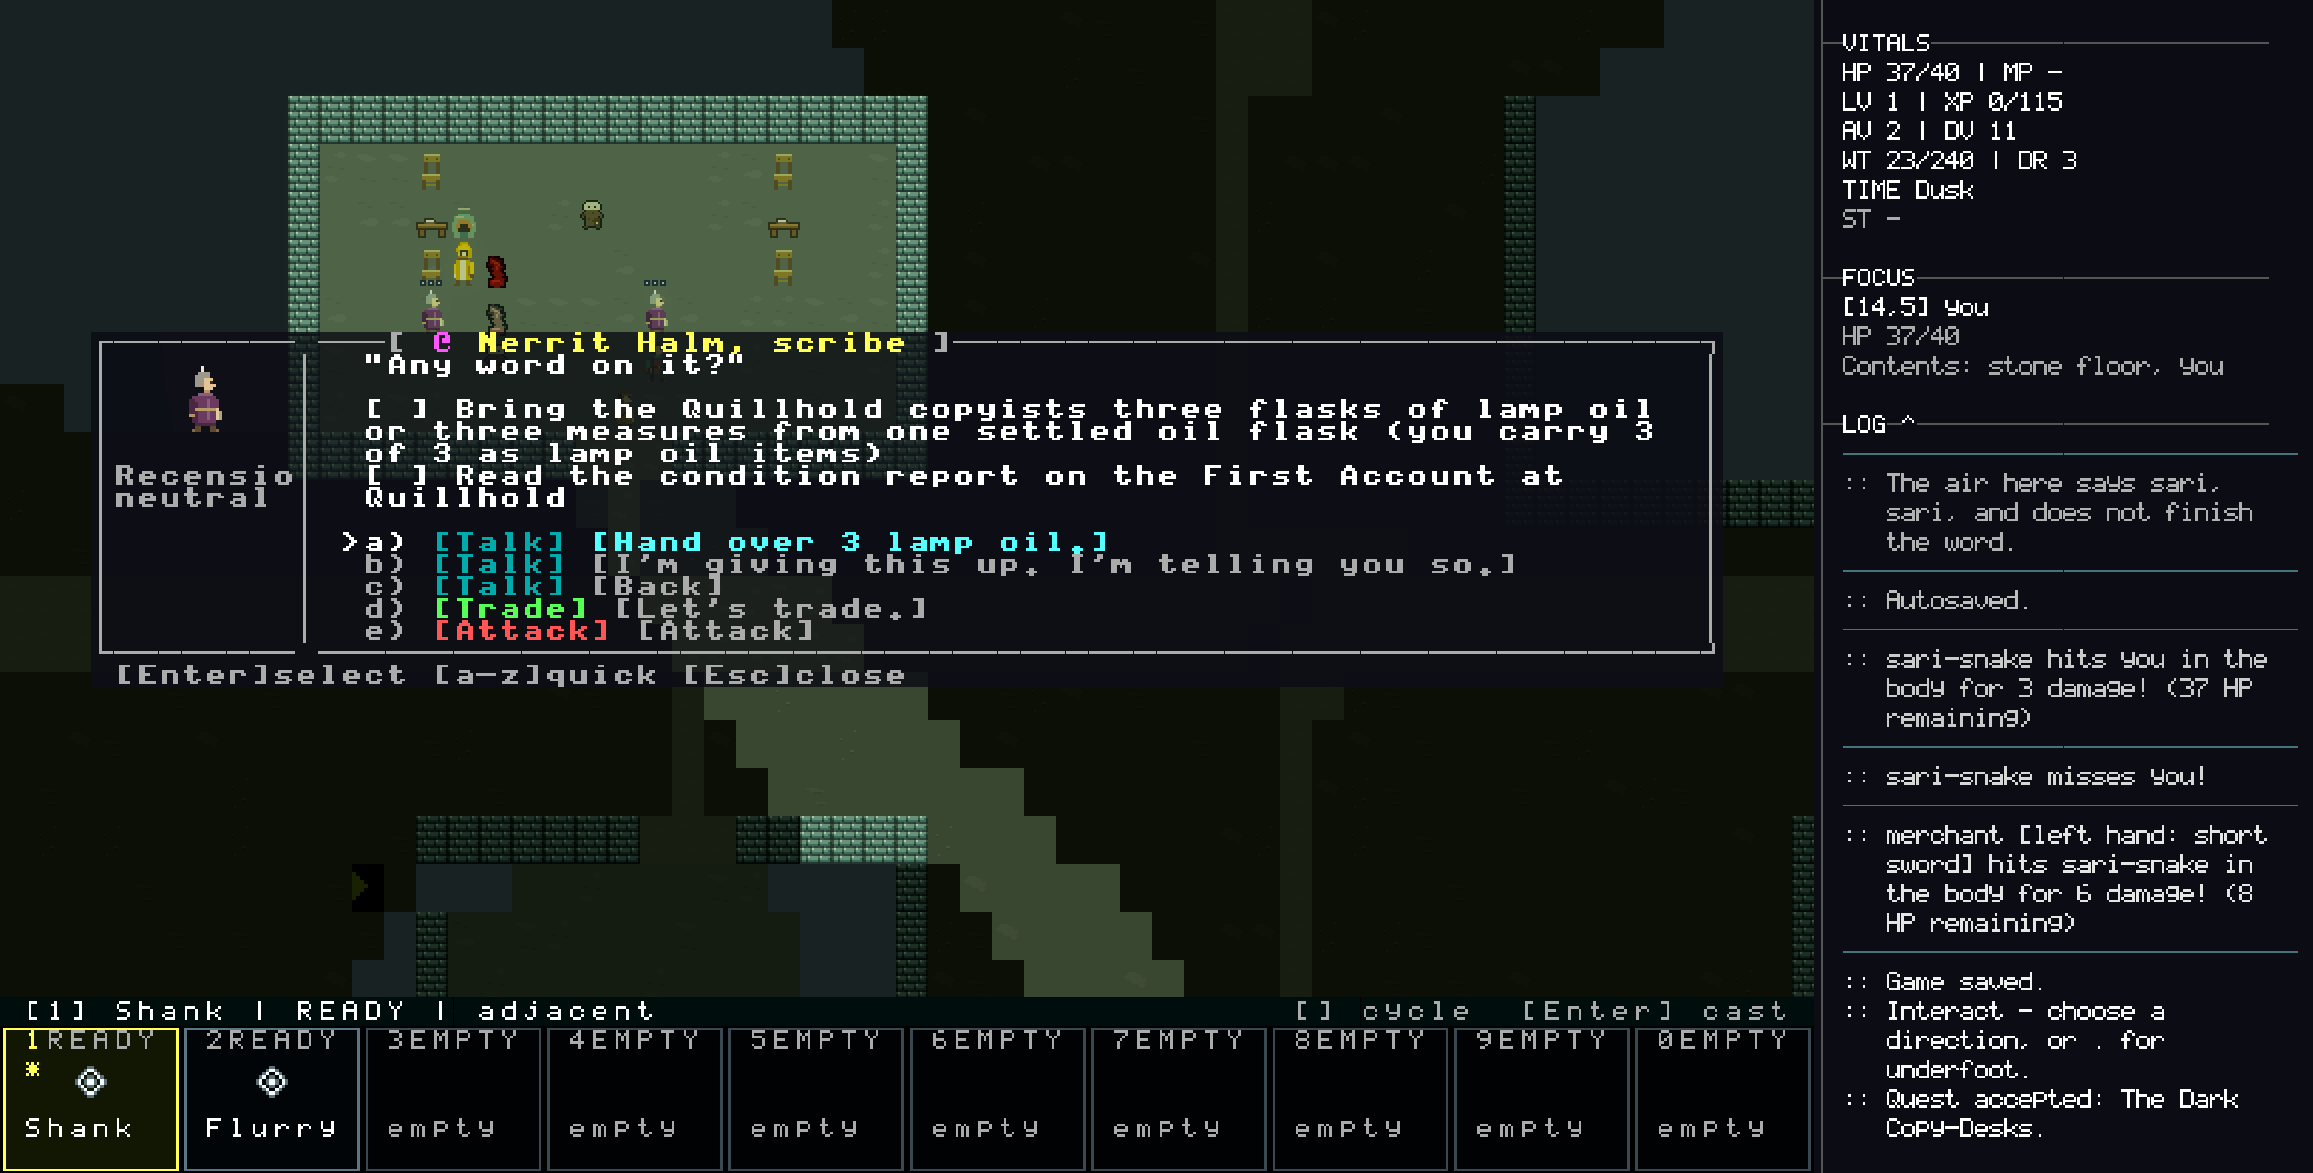 [ @ Nerrit Halm, scribe ]
"Any word on it?"
[ ] Bring the Quillhold copyists three flasks of lamp oil
or three measures from one settled oil flask (you carry 3
of 3 as lamp oil items)
[ ] Read the condition report on the First Account at
Quillhold
Recensio
neutral
>a) [Talk] [Hand over 3 lamp oil.]
b) [Talk] [I'm giving this up. I'm telling you so.]
c) [Talk] [Back]
d) [Trade] [Let's trade.]
e) [Attack] [Attack]
[Enter]select [a-z]quick [Esc]close
[1] Shank | READY | adjacent
[] cycle [Enter] cast
1READY
*
Shank
2READY
Flurry
3EMPTY
empty
4EMPTY
empty
5EMPTY
empty
6EMPTY
empty
7EMPTY
empty
8EMPTY
empty
9EMPTY
empty
0EMPTY
empty
VITALS
HP 37/40 | MP -
LV 1 | XP 0/115
AV 2 | DV 11
WT 23/240 | DR 3
TIME Dusk
ST -
FOCUS
[14,5] You
HP 37/40
Contents: stone floor, You
LOG ^
:: The air here says sari,
sari, and does not finish
the word.
:: Autosaved.
:: sari-snake hits you in the
body for 3 damage! (37 HP
remaining)
:: sari-snake misses you!
:: merchant [left hand: short
sword] hits sari-snake in
the body for 6 damage! (8
HP remaining)
:: Game saved.
:: Interact - choose a
direction, or . for
underfoot.
:: Quest accepted: The Dark
Copy-Desks.